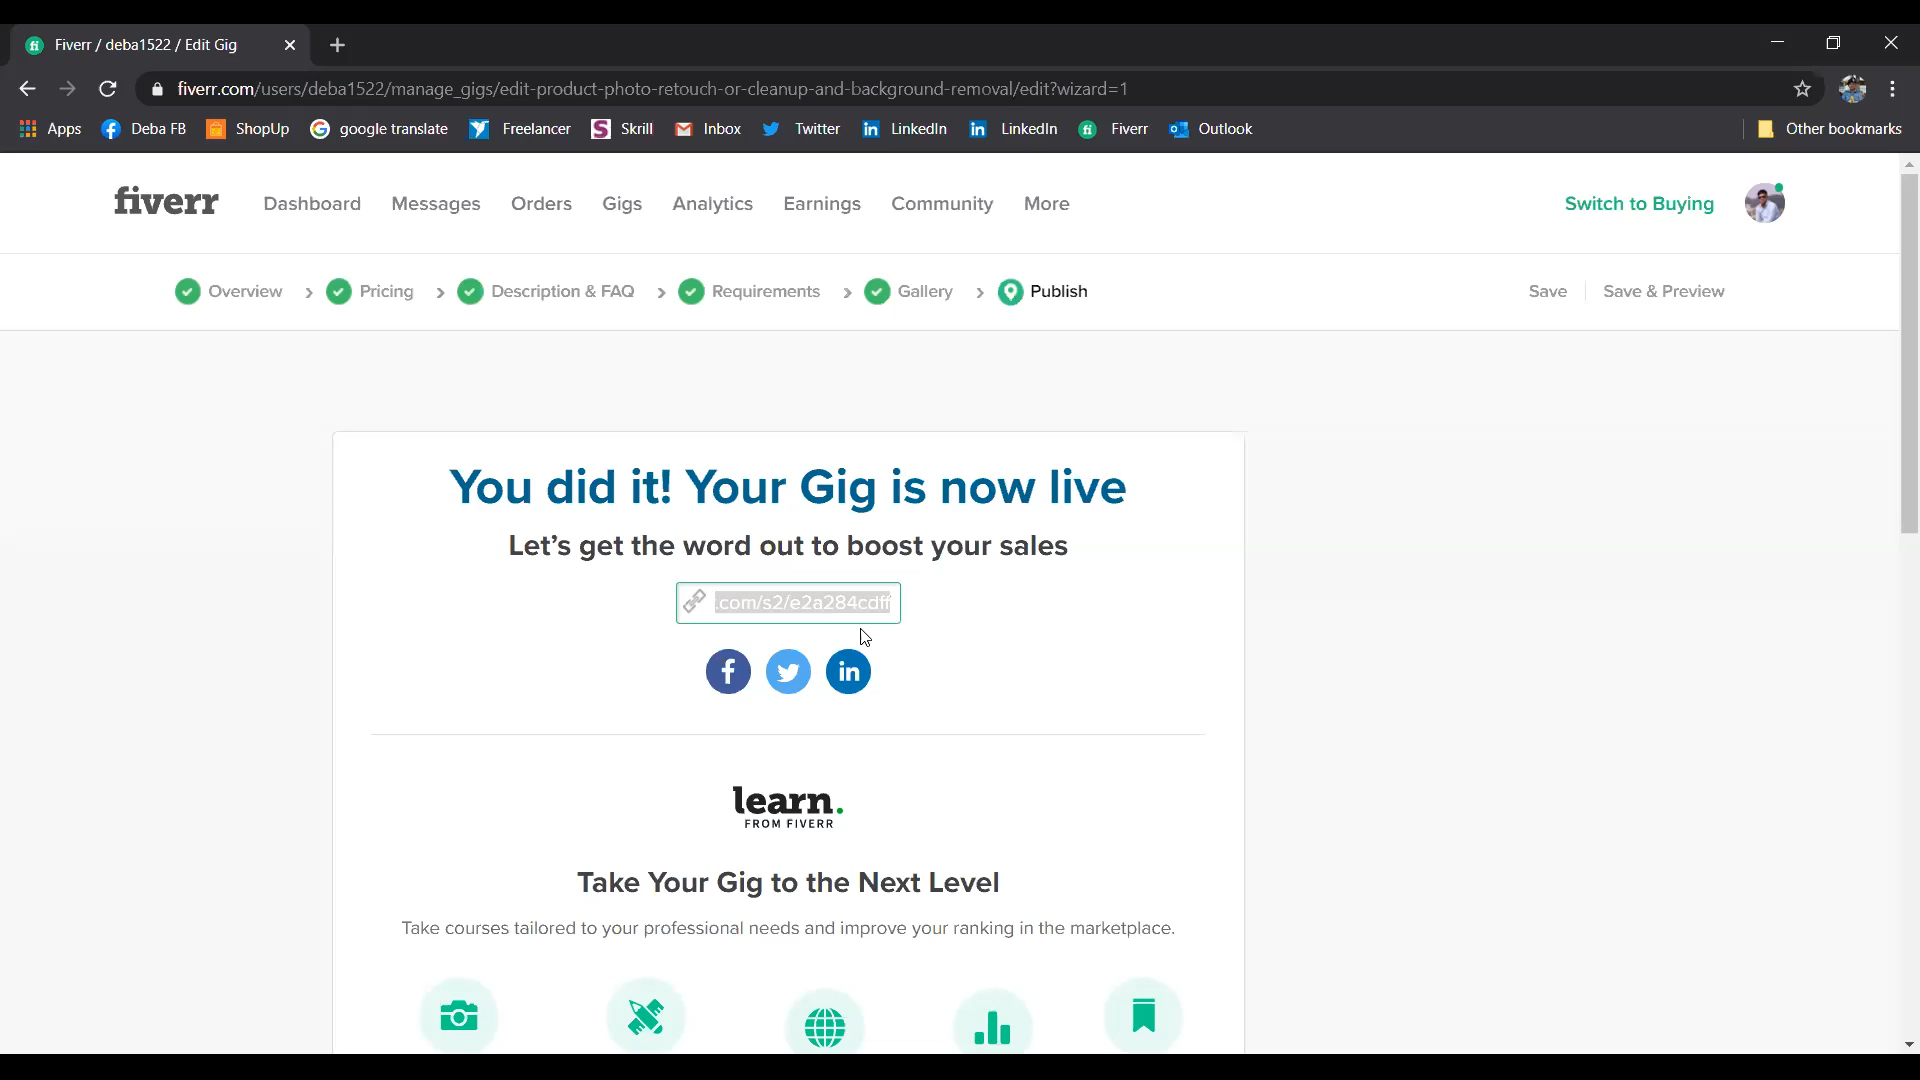 Fiverr / deba1522 / Edit Gig
fiverr.com/users/deba1522/manage_gigs/edit-product-photo-retouch-or-cleanup-and-background-removal/edit?wizard=1
Apps Deba FB ShopUp google translate Freelancer Skrill Inbox Twitter LinkedIn LinkedIn Fiverr Outlook Other bookmarks
fiverr Dashboard Messages Orders Gigs Analytics Earnings Community More Switch to Buying
Overview Pricing Description & FAQ Requirements Gallery Publish Save Save & Preview
You did it! Your Gig is now live
Let’s get the word out to boost your sales
.com/s2/e2a284cdff
learn.
FROM FIVERR
Take Your Gig to the Next Level
Take courses tailored to your professional needs and improve your ranking in the marketplace.